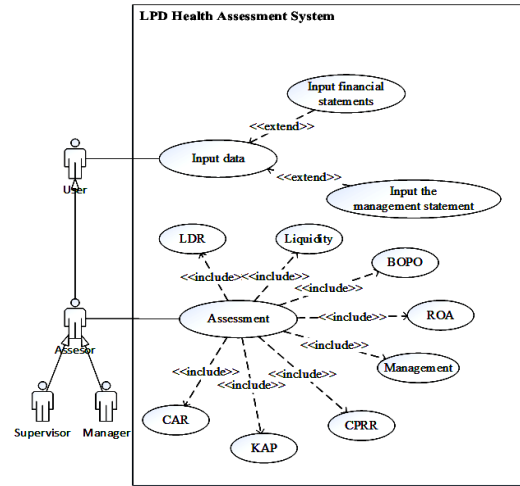 LPD Health Assessment System
Input financial
statements
<<extend>>
Input data
User
<<extend>>
Input the
management statement
LDR
Liquidity
BOPO
<<include>>
<<include>>
<<include>>
Assessment
<<include>>
ROA
Assesor
<<include>>
Management
<<include>>
<<include>>
<<include>>
CAR
CPRR
KAP
Supervisor
Manager